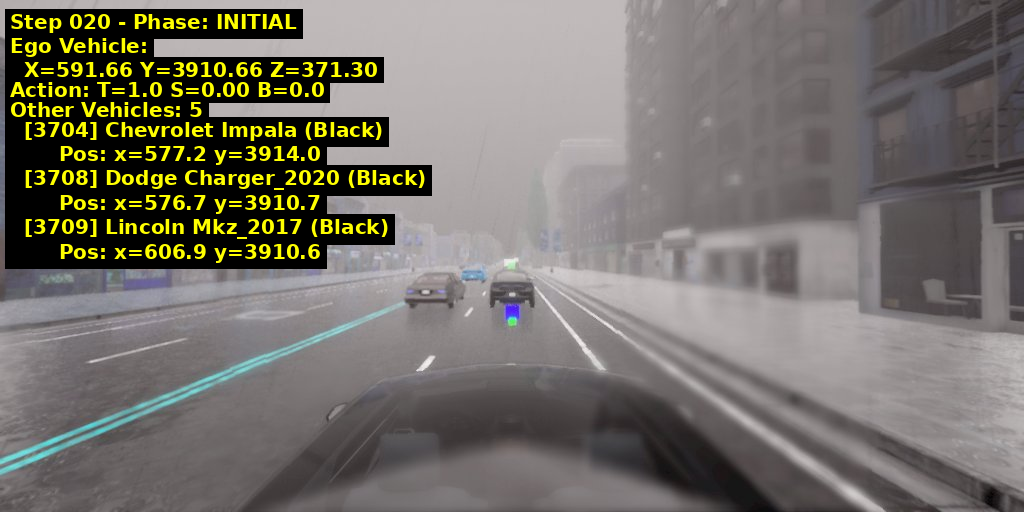 Step 020 - Phase: INITIAL
Ego Vehicle:
X=591.66 Y=3910.66 Z=371.30
Action: T=1.0 S=0.00 B=0.0
Other Vehicles: 5
[3704] Chevrolet Impala (Black)
Pos: x=577.2 y=3914.0
[3708] Dodge Charger_2020 (Black)
Pos: x=576.7 y=3910.7
[3709] Lincoln Mkz_2017 (Black)
Pos: x=606.9 y=3910.6